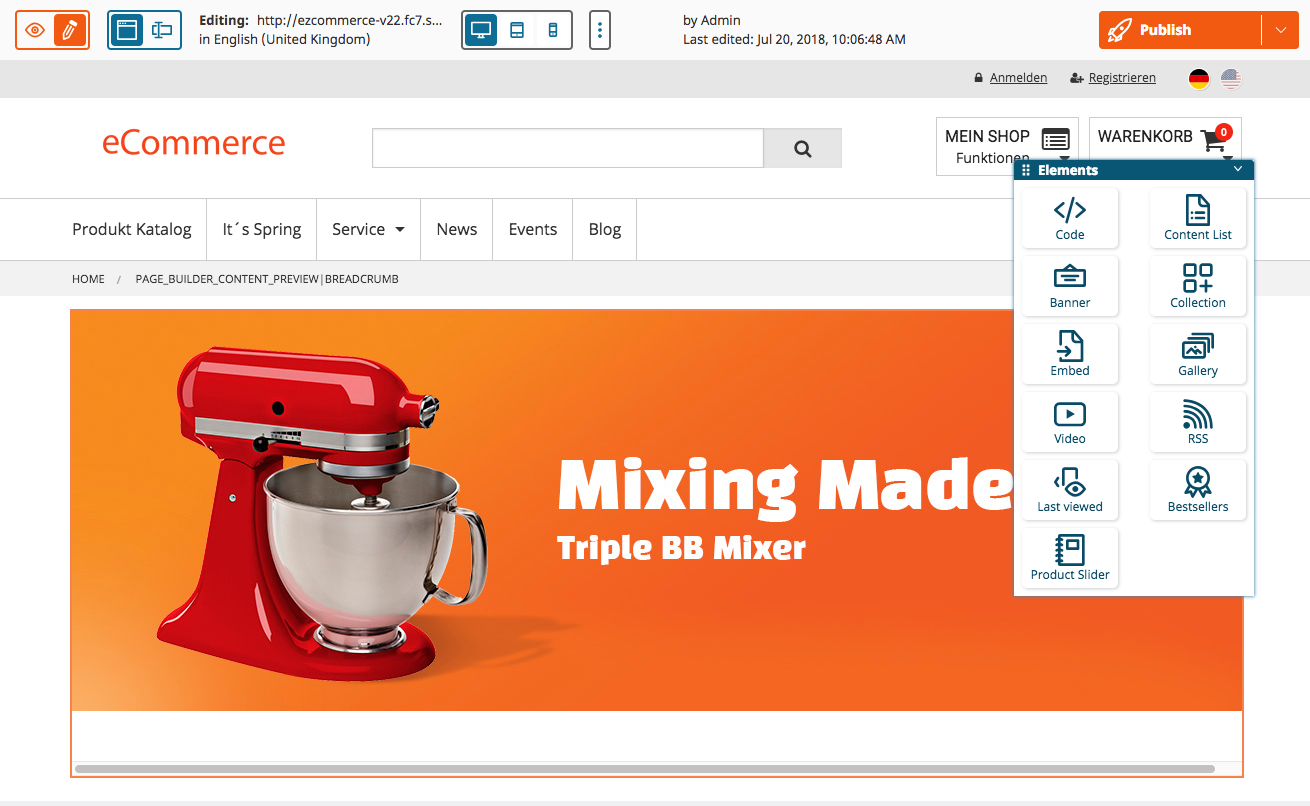 Editing: http://ezcommerce-v22.fc7.s...
in English (United Kingdom)
by Admin
Last edited: Jul 20, 2018, 10:06:48 AM
Publish
Anmelden
Registrieren
eCommerce
MEIN SHOP
Funktionen
WARENKORB
0
Produkt Katalog
It´s Spring
Service
News
Events
Blog
HOME / PAGE_BUILDER_CONTENT_PREVIEW|BREADCRUMB
Mixing Made
Triple BB Mixer
Elements
Code
Content List
Banner
Collection
Embed
Gallery
Video
RSS
Last viewed
Bestsellers
Product Slider